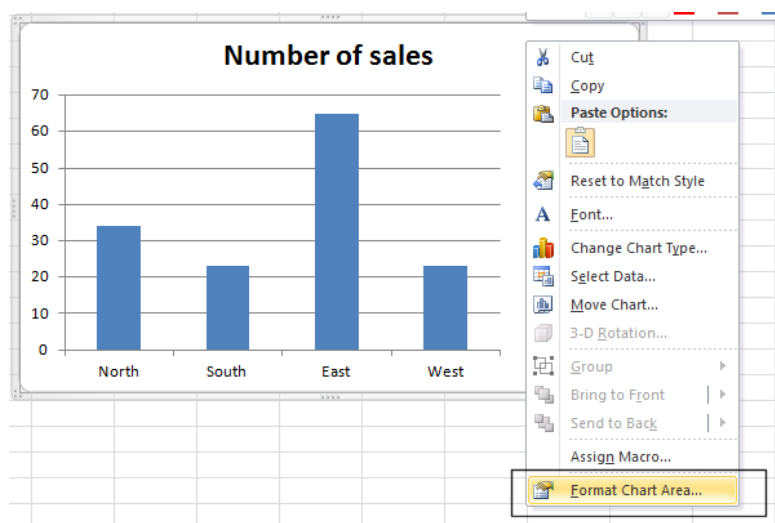 Number of sales
70
60
50
40
30
20
10
0
North South East West
Cut
Copy
Paste Options:
Reset to Match Style
A Font...
Change Chart Type...
Select Data...
Move Chart...
3-D Rotation...
Group
Bring to Front
Send to Back
Assign Macro...
Format Chart Area...